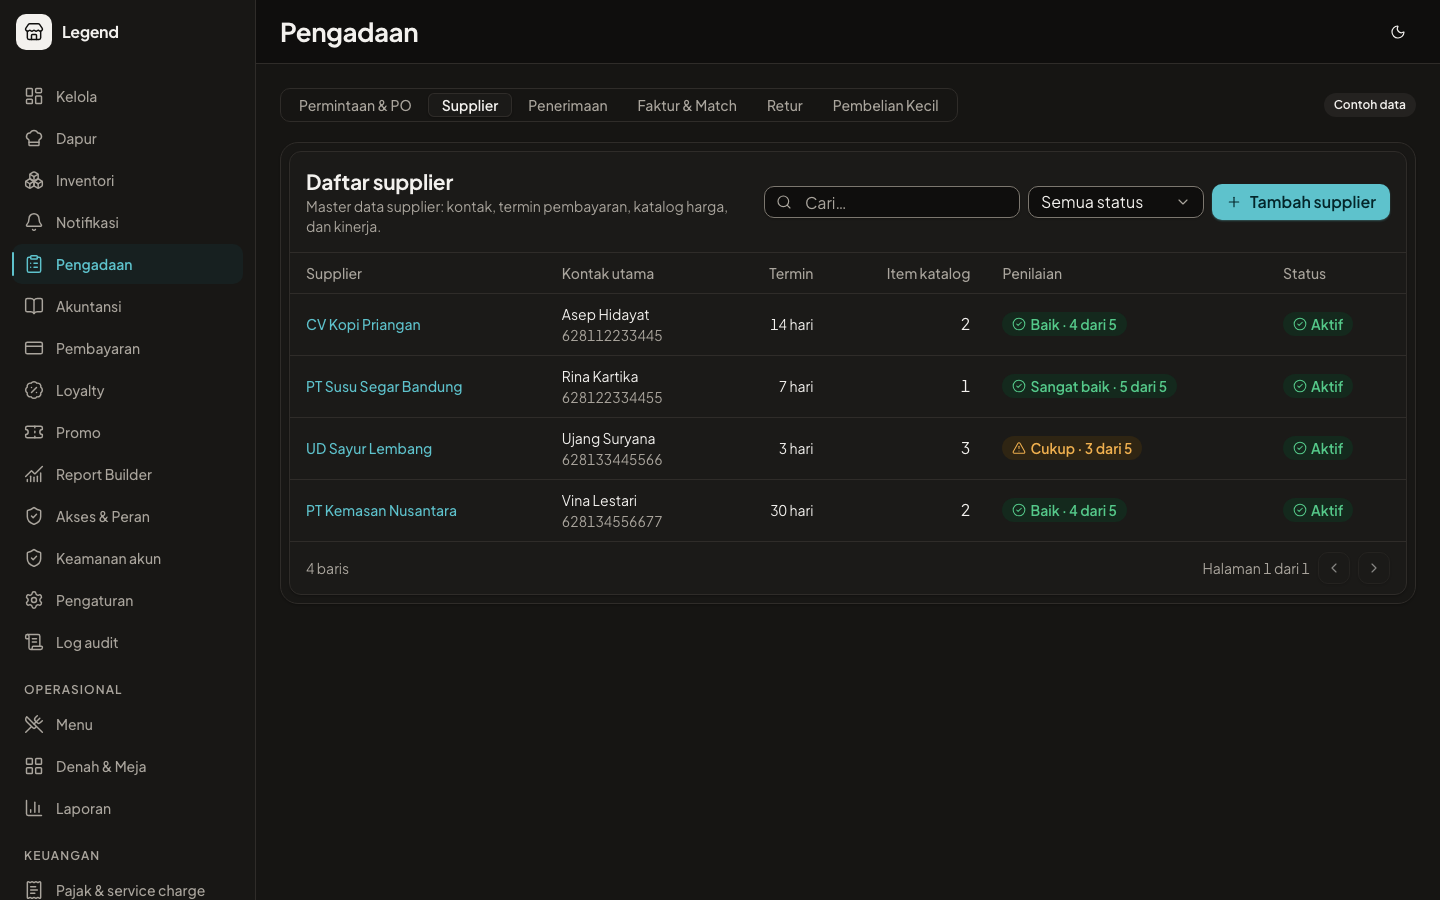 Legend
Kelola
Dapur
Inventori
Notifikasi
Pengadaan
Akuntansi
Pembayaran
Loyalty
Promo
Report Builder
Akses & Peran
Keamanan akun
Pengaturan
Log audit
OPERASIONAL
Menu
Denah & Meja
Laporan
KEUANGAN
Pajak & service charge
Pengadaan
Permintaan & PO
Supplier
Penerimaan
Faktur & Match
Retur
Pembelian Kecil
Contoh data
Daftar supplier
Master data supplier: kontak, termin pembayaran, katalog harga,
dan kinerja.
Cari...
Semua status
Tambah supplier
Supplier Kontak utama Termin Item katalog Penilaian Status
CV Kopi Priangan Asep Hidayat 14 hari 2 Baik · 4 dari 5 Aktif
628112233445
PT Susu Segar Bandung Rina Kartika 7 hari 1 Sangat baik · 5 dari 5 Aktif
628122334455
UD Sayur Lembang Ujang Suryana 3 hari 3 Cukup · 3 dari 5 Aktif
628133445566
PT Kemasan Nusantara Vina Lestari 30 hari 2 Baik · 4 dari 5 Aktif
628134556677
4 baris
Halaman 1 dari 1